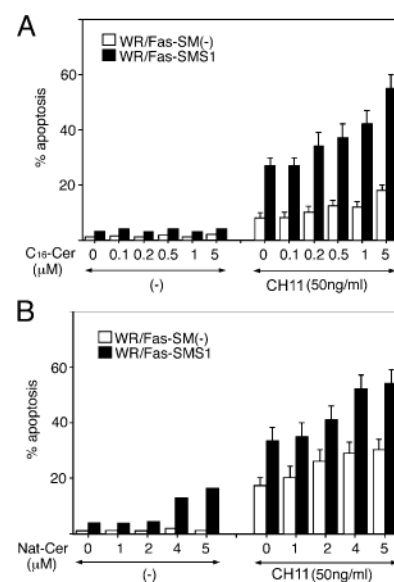 A
WR/Fas-SM(-)
WR/Fas-SMS1
60
40
20
% apoptosis
C16-Cer (μM)
0 0.1 0.2 0.5 1 5 0 0.1 0.2 0.5 1 5
(-) CH11 (50ng/ml)
B
WR/Fas-SM(-)
WR/Fas-SMS1
60
40
20
% apoptosis
Nat-Cer (μM)
0 1 2 4 5 0 1 2 4 5
(-) CH11 (50ng/ml)